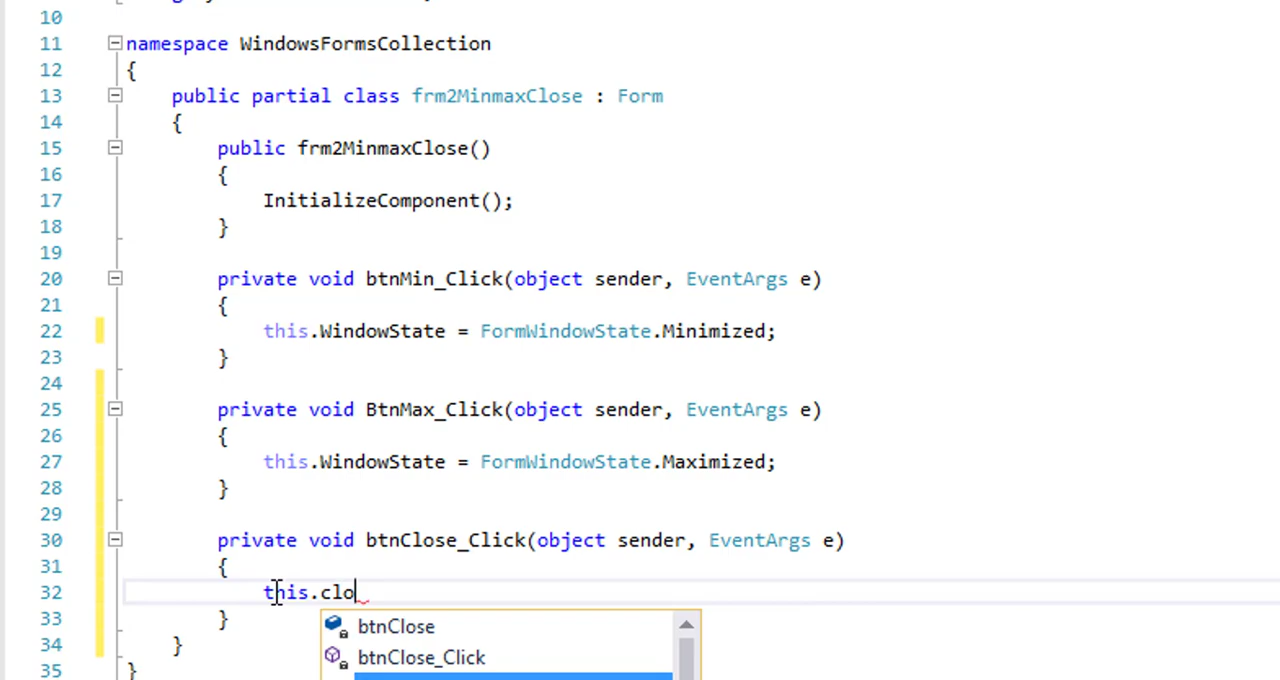 10
11 namespace WindowsFormsCollection
12 {
13 public partial class frm2MinmaxClose : Form
14 {
15 public frm2MinmaxClose()
16 {
17 InitializeComponent();
18 }
19
20 private void btnMin_Click(object sender, EventArgs e)
21 {
22 this.WindowState = FormWindowState.Minimized;
23 }
24
25 private void BtnMax_Click(object sender, EventArgs e)
26 {
27 this.WindowState = FormWindowState.Maximized;
28 }
29
30 private void btnClose_Click(object sender, EventArgs e)
31 {
32 this.clo
33 }
34 }
35 }
btnClose
btnClose_Click